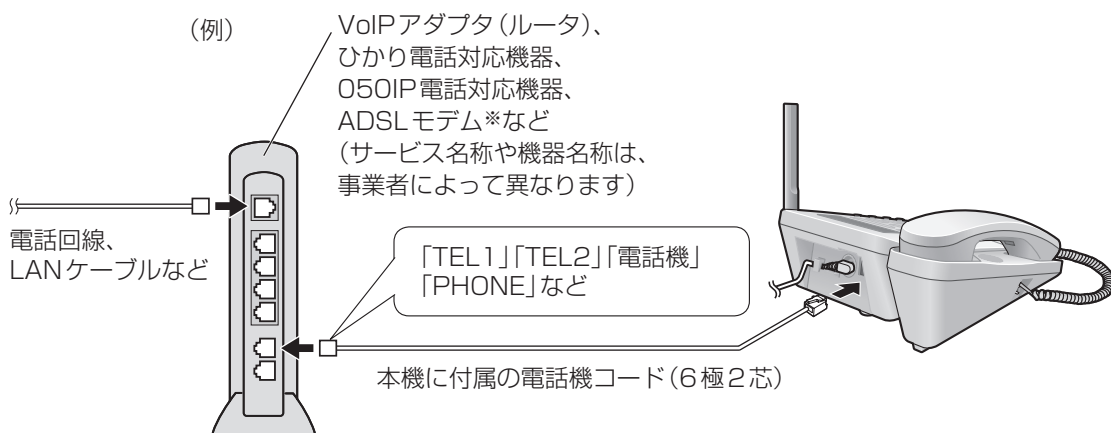 （例）
VoIPアダプタ（ルータ）、
ひかり電話対応機器、
050IP電話対応機器、
ADSLモデム※など
（サービス名称や機器名称は、
事業者によって異なります）
電話回線、
LANケーブルなど
「TEL1」「TEL2」「電話機」
「PHONE」など
本機に付属の電話機コード（6極2芯）